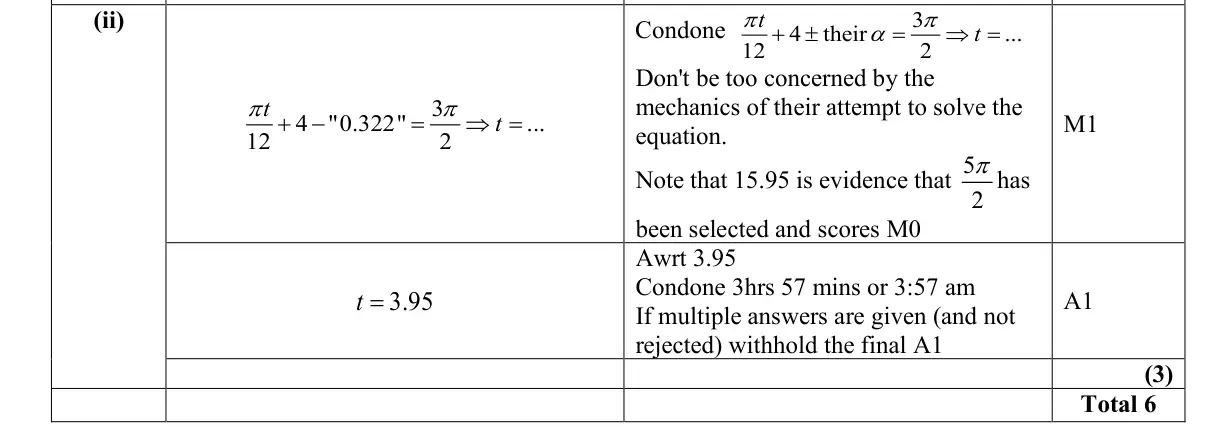 (ii)
πt/12 + 4 − "0.322" = 3π/2 ⇒ t = ...
Condone πt/12 + 4 ± their α = 3π/2 ⇒ t = ...
Don't be too concerned by the
mechanics of their attempt to solve the
equation.
Note that 15.95 is evidence that 5π/2 has
been selected and scores M0
M1
t = 3.95
Awrt 3.95
Condone 3hrs 57 mins or 3:57 am
If multiple answers are given (and not
rejected) withhold the final A1
A1
(3)
Total 6